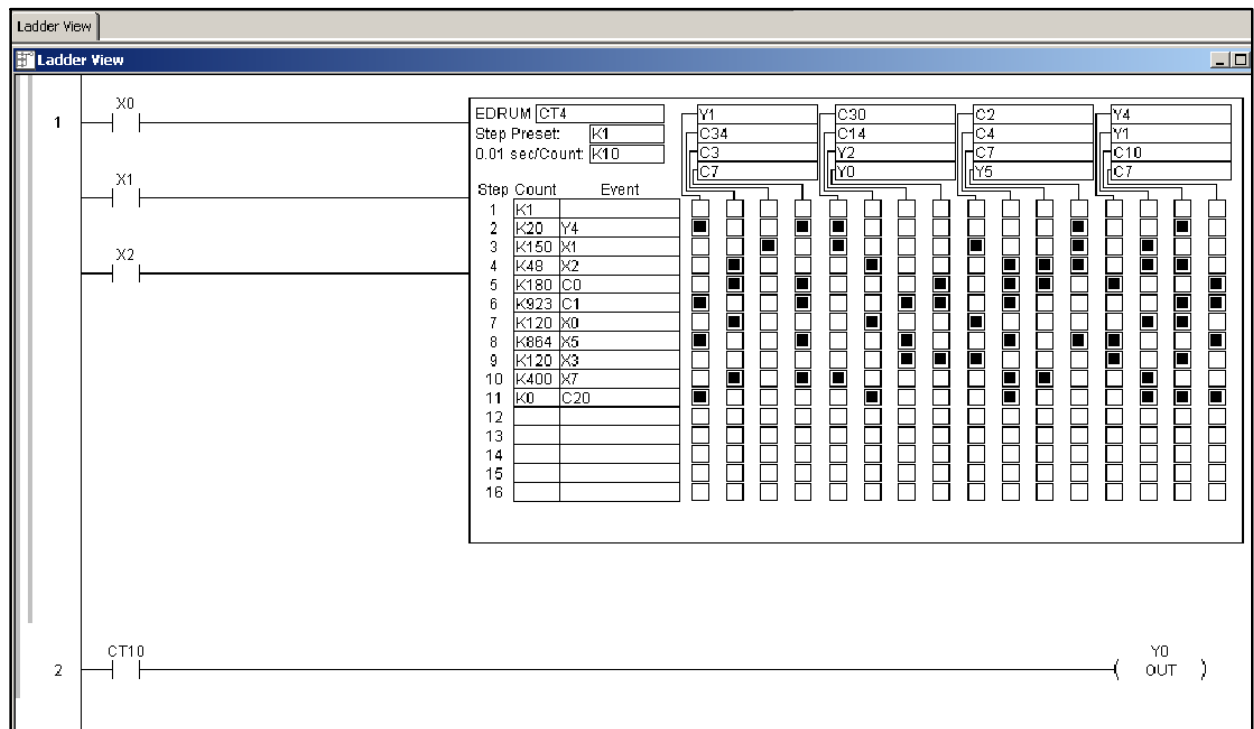 Ladder View
Ladder View
1
X0
X1
X2
EDRUM CT4
Step Preset: K1
0.01 sec/Count: K10
Y1 C30 C2 Y4
C34 C14 C4 Y1
C3 Y2 C7 C10
C7 Y0 Y5 C7
Step Count Event
1 K1
2 K20 Y4
3 K150 X1
4 K48 X2
5 K180 C0
6 K923 C1
7 K120 X0
8 K864 X5
9 K120 X3
10 K400 X7
11 K0 C20
12
13
14
15
16
2
CT10
Y0
OUT